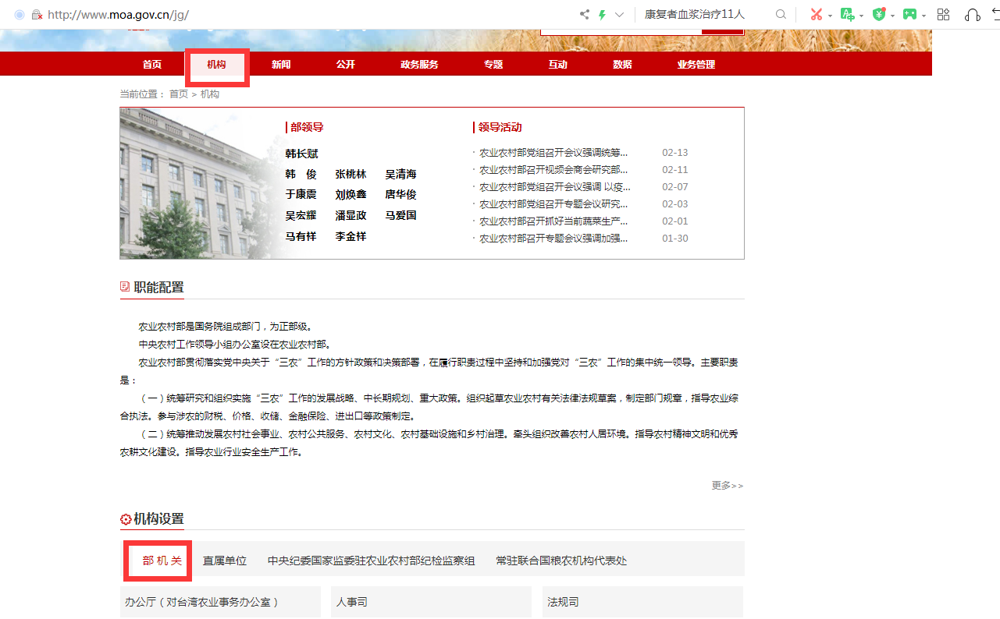 http://www.moa.gov.cn/jg/
康复者血浆治疗11人
首页 机构 新闻 公开 政务服务 专题 互动 数据 业务管理
当前位置： 首页 > 机构
部领导
韩长赋
韩 俊 张桃林 吴清海
于康震 刘焕鑫 唐华俊
吴宏耀 潘显政 马爱国
马有祥 李金祥
领导活动
· 农业农村部党组召开会议强调统筹... 02-13
· 农业农村部召开视频会商会研究部... 02-11
· 农业农村部党组召开会议强调 以疫... 02-07
· 农业农村部党组召开专题会议研究... 02-03
· 农业农村部召开抓好当前蔬菜生产... 02-01
· 农业农村部召开专题会议强调加强... 01-30
职能配置
农业农村部是国务院组成部门，为正部级。
中央农村工作领导小组办公室设在农业农村部。
农业农村部贯彻落实党中央关于“三农”工作的方针政策和决策部署，在履行职责过程中坚持和加强党对“三农”工作的集中统一领导。主要职责
是：
（一）统筹研究和组织实施“三农”工作的发展战略、中长期规划、重大政策。组织起草农业农村有关法律法规草案，制定部门规章，指导农业综
合执法。参与涉农的财税、价格、收储、金融保险、进出口等政策制定。
（二）统筹推动发展农村社会事业、农村公共服务、农村文化、农村基础设施和乡村治理。牵头组织改善农村人居环境。指导农村精神文明和优秀
农耕文化建设。指导农业行业安全生产工作。
更多>>
机构设置
部 机 关 直属单位 中央纪委国家监委驻农业农村部纪检监察组 常驻联合国粮农机构代表处
办公厅（对台湾农业事务办公室） 人事司 法规司